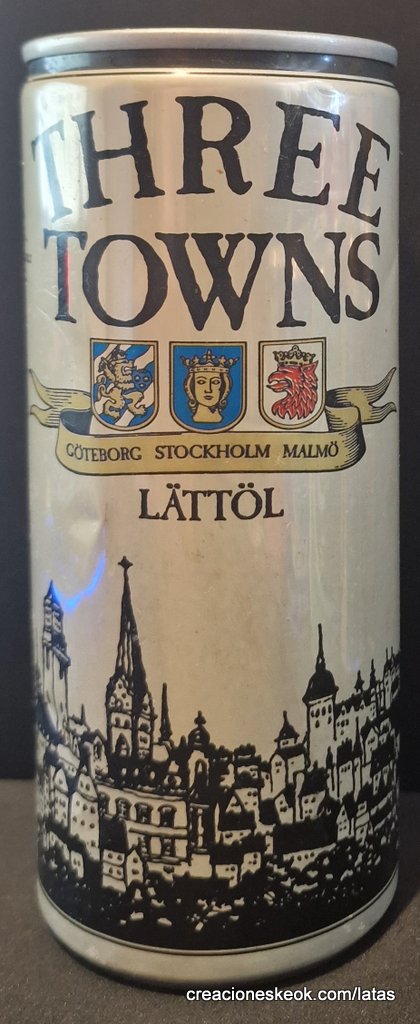 THREE
TOWNS
GÖTEBORG STOCKHOLM MALMÖ
LÄTTÖL
creacioneskeok.com/latas